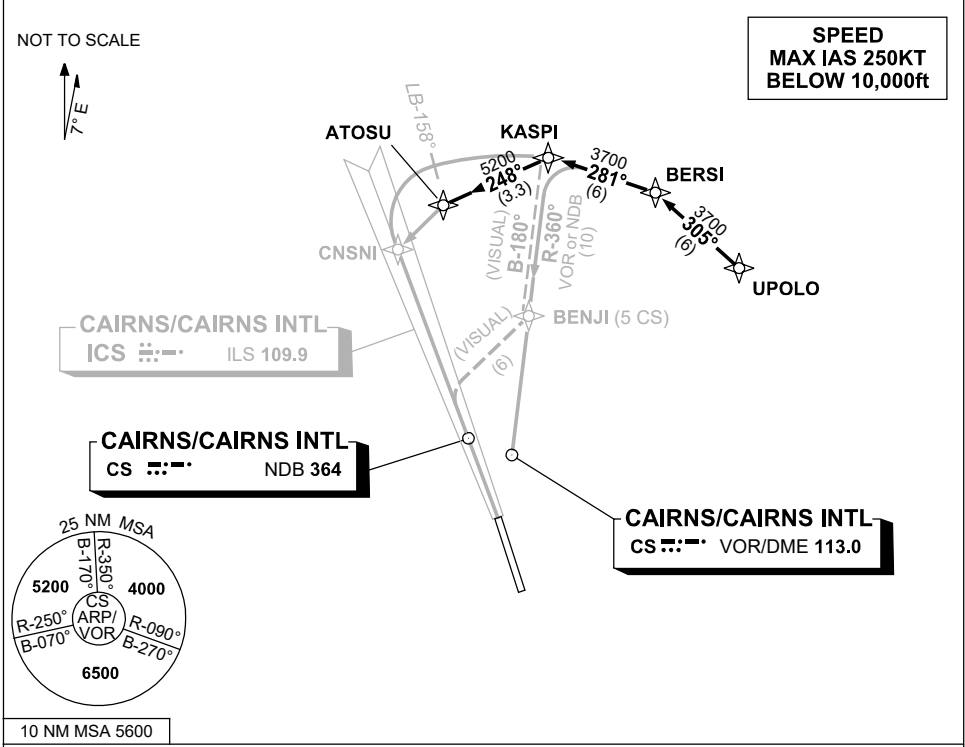 NOT TO SCALE
7° E
SPEED
MAX IAS 250KT
BELOW 10,000ft
LB-158°
ATOSU
KASPI
5200
248°
(3.3)
3700
281°
(6)
BERSI
3700
305°
(6)
UPOLO
CNSNI
(VISUAL)
B-180°
R-360°
VOR or NDB
(10)
BENJI (5 CS)
(VISUAL)
(6)
CAIRNS/CAIRNS INTL
ICS ILS 109.9
CAIRNS/CAIRNS INTL
CS NDB 364
CAIRNS/CAIRNS INTL
CS VOR/DME 113.0
25 NM MSA
B-170°
R-350°
5200
4000
CS
ARP/
VOR
R-250°
B-070°
R-090°
B-270°
6500
10 NM MSA 5600